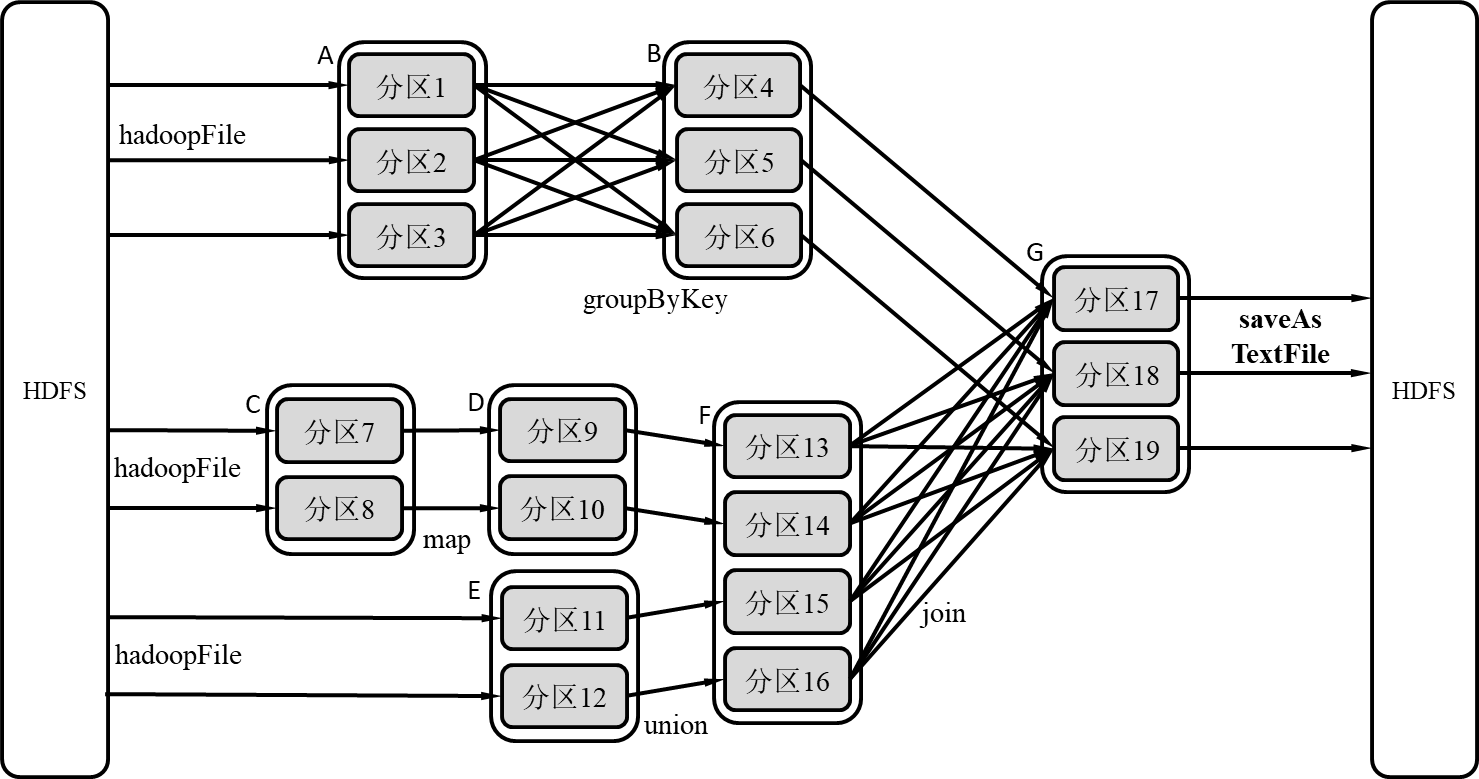 HDFS
hadoopFile
A
分区1
分区2
分区3
B
分区4
分区5
分区6
groupByKey
hadoopFile
C
分区7
分区8
map
D
分区9
分区10
hadoopFile
E
分区11
分区12
union
F
分区13
分区14
分区15
分区16
join
G
分区17
分区18
分区19
saveAs
TextFile
HDFS